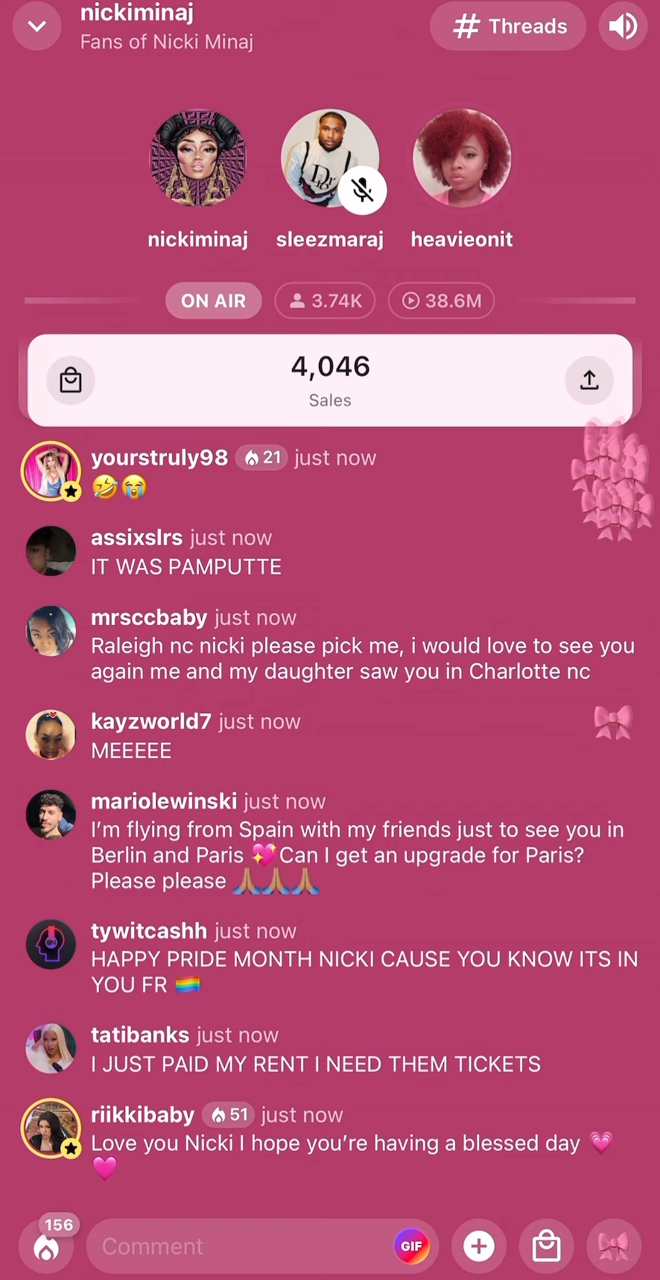 nickiminaj
Fans of Nicki Minaj
# Threads
nickiminaj
sleezmaraj
heavieonit
ON AIR
3.74K
38.6M
4,046
Sales
yourstruly98 21 just now
🤣😭
assixslrs just now
IT WAS PAMPUTTE
mrsccbaby just now
Raleigh nc nicki please pick me, i would love to see you
again me and my daughter saw you in Charlotte nc
kayzworld7 just now
MEEEEE
mariolewinski just now
I’m flying from Spain with my friends just to see you in
Berlin and Paris 💖Can I get an upgrade for Paris?
Please please 🙏🏽🙏🏽🙏🏽
tywitcashh just now
HAPPY PRIDE MONTH NICKI CAUSE YOU KNOW ITS IN
YOU FR 🏳️‍🌈
tatibanks just now
I JUST PAID MY RENT I NEED THEM TICKETS
riikkibaby 51 just now
Love you Nicki I hope you’re having a blessed day 💗
🩷
156
Comment
GIF